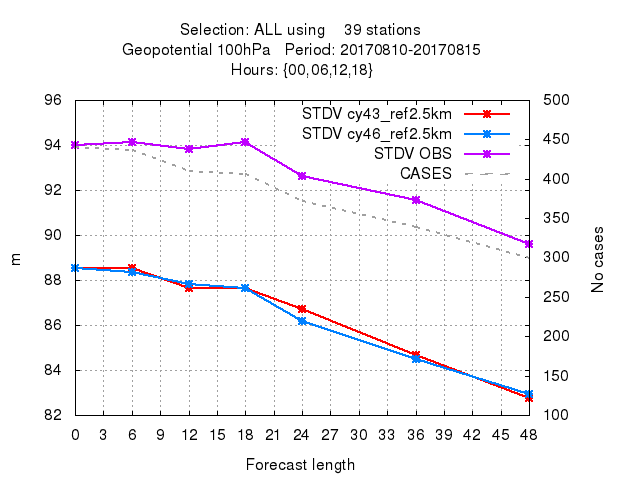 Selection: ALL using 39 stations
Geopotential 100hPa Period: 20170810-20170815
Hours: {00,06,12,18}
96 500
STDV cy43_ref2.5km
STDV cy46_ref2.5km
STDV OBS
CASES
94 450
92 400
350
90
300
88
250
86
200
84
150
82 100
m
No cases
0 3 6 9 12 15 18 21 24 27 30 33 36 39 42 45 48
Forecast length